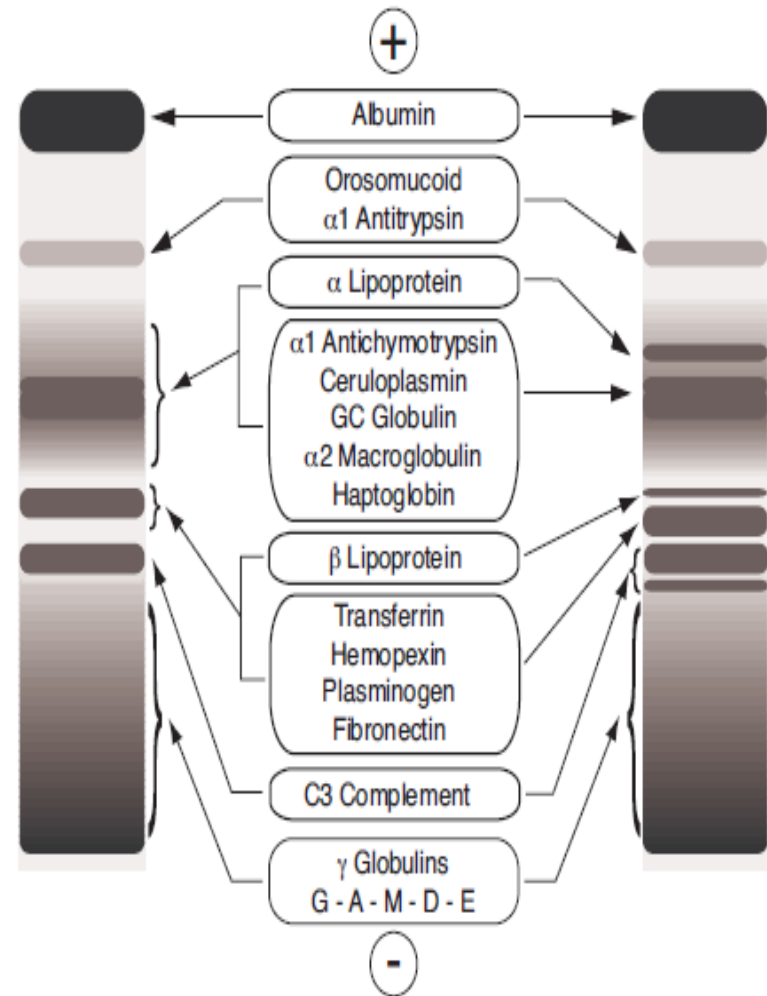 +
Albumin
Orosomucoid
α1 Antitrypsin
α Lipoprotein
α1 Antichymotrypsin
Ceruloplasmin
GC Globulin
α2 Macroglobulin
Haptoglobin
β Lipoprotein
Transferrin
Hemopexin
Plasminogen
Fibronectin
C3 Complement
γ Globulins
G - A - M - D - E
-